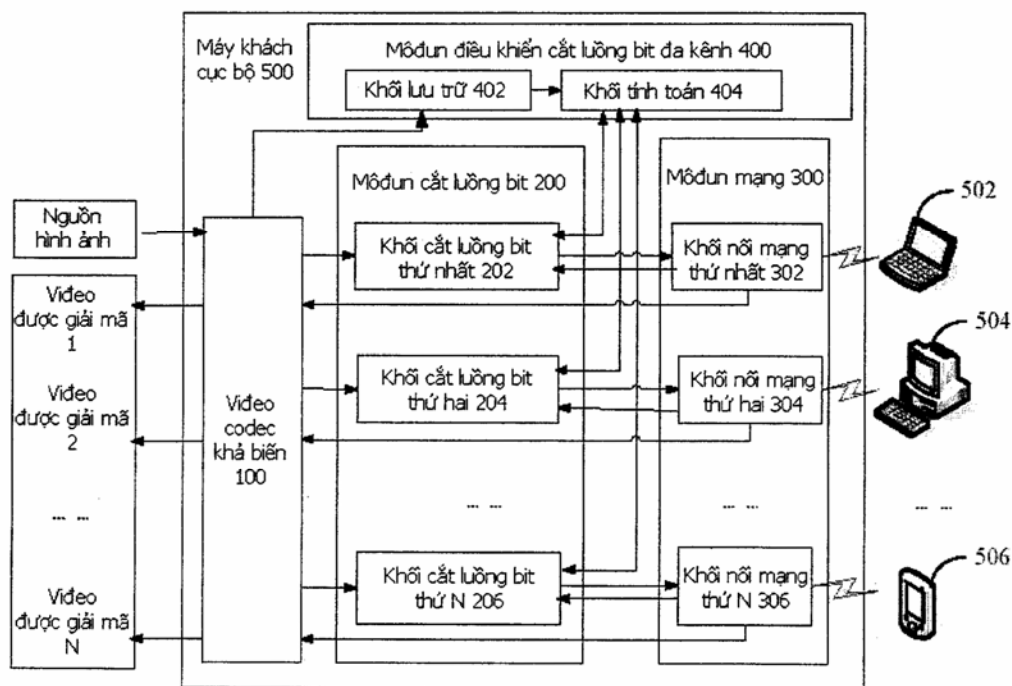 Máy khách
cục bộ 500
Môđun điều khiển cắt luồng bit đa kênh 400
Khối lưu trữ 402
Khối tính toán 404
Môđun cắt luồng bit 200
Môđun mạng 300
Nguồn
hình ảnh
Khối cắt luồng bit
thứ nhất 202
Khối nối mạng
thứ nhất 302
502
Viđeo
được giải mã
1
Khối cắt luồng bit
thứ hai 204
Khối nối mạng
thứ hai 304
504
Viđeo
được giải mã
2
Viđeo
codec
khả biến
100
... ...
... ...
... ...
... ...
Khối cắt luồng bit
thứ N 206
Khối nối mạng
thứ N 306
506
Viđeo
được giải mã
N